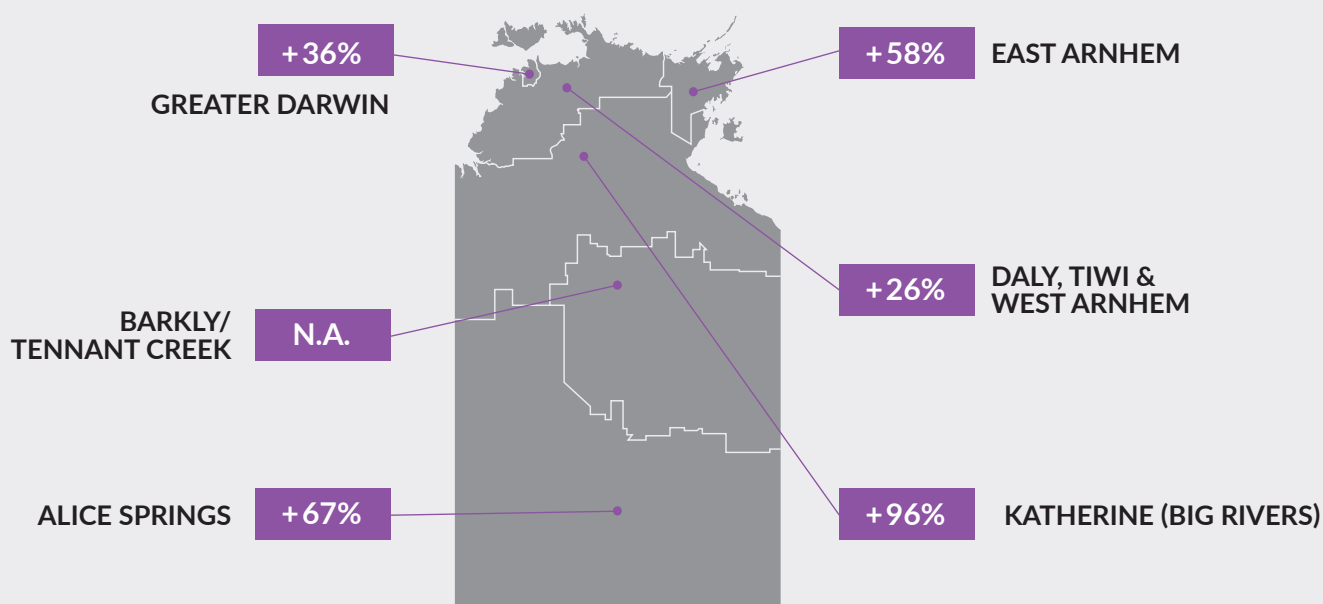 +36%
GREATER DARWIN
+58%
EAST ARNHEM
+26%
DALY, TIWI &
WEST ARNHEM
BARKLY/
TENNANT CREEK
N.A.
ALICE SPRINGS
+67%
+96%
KATHERINE (BIG RIVERS)